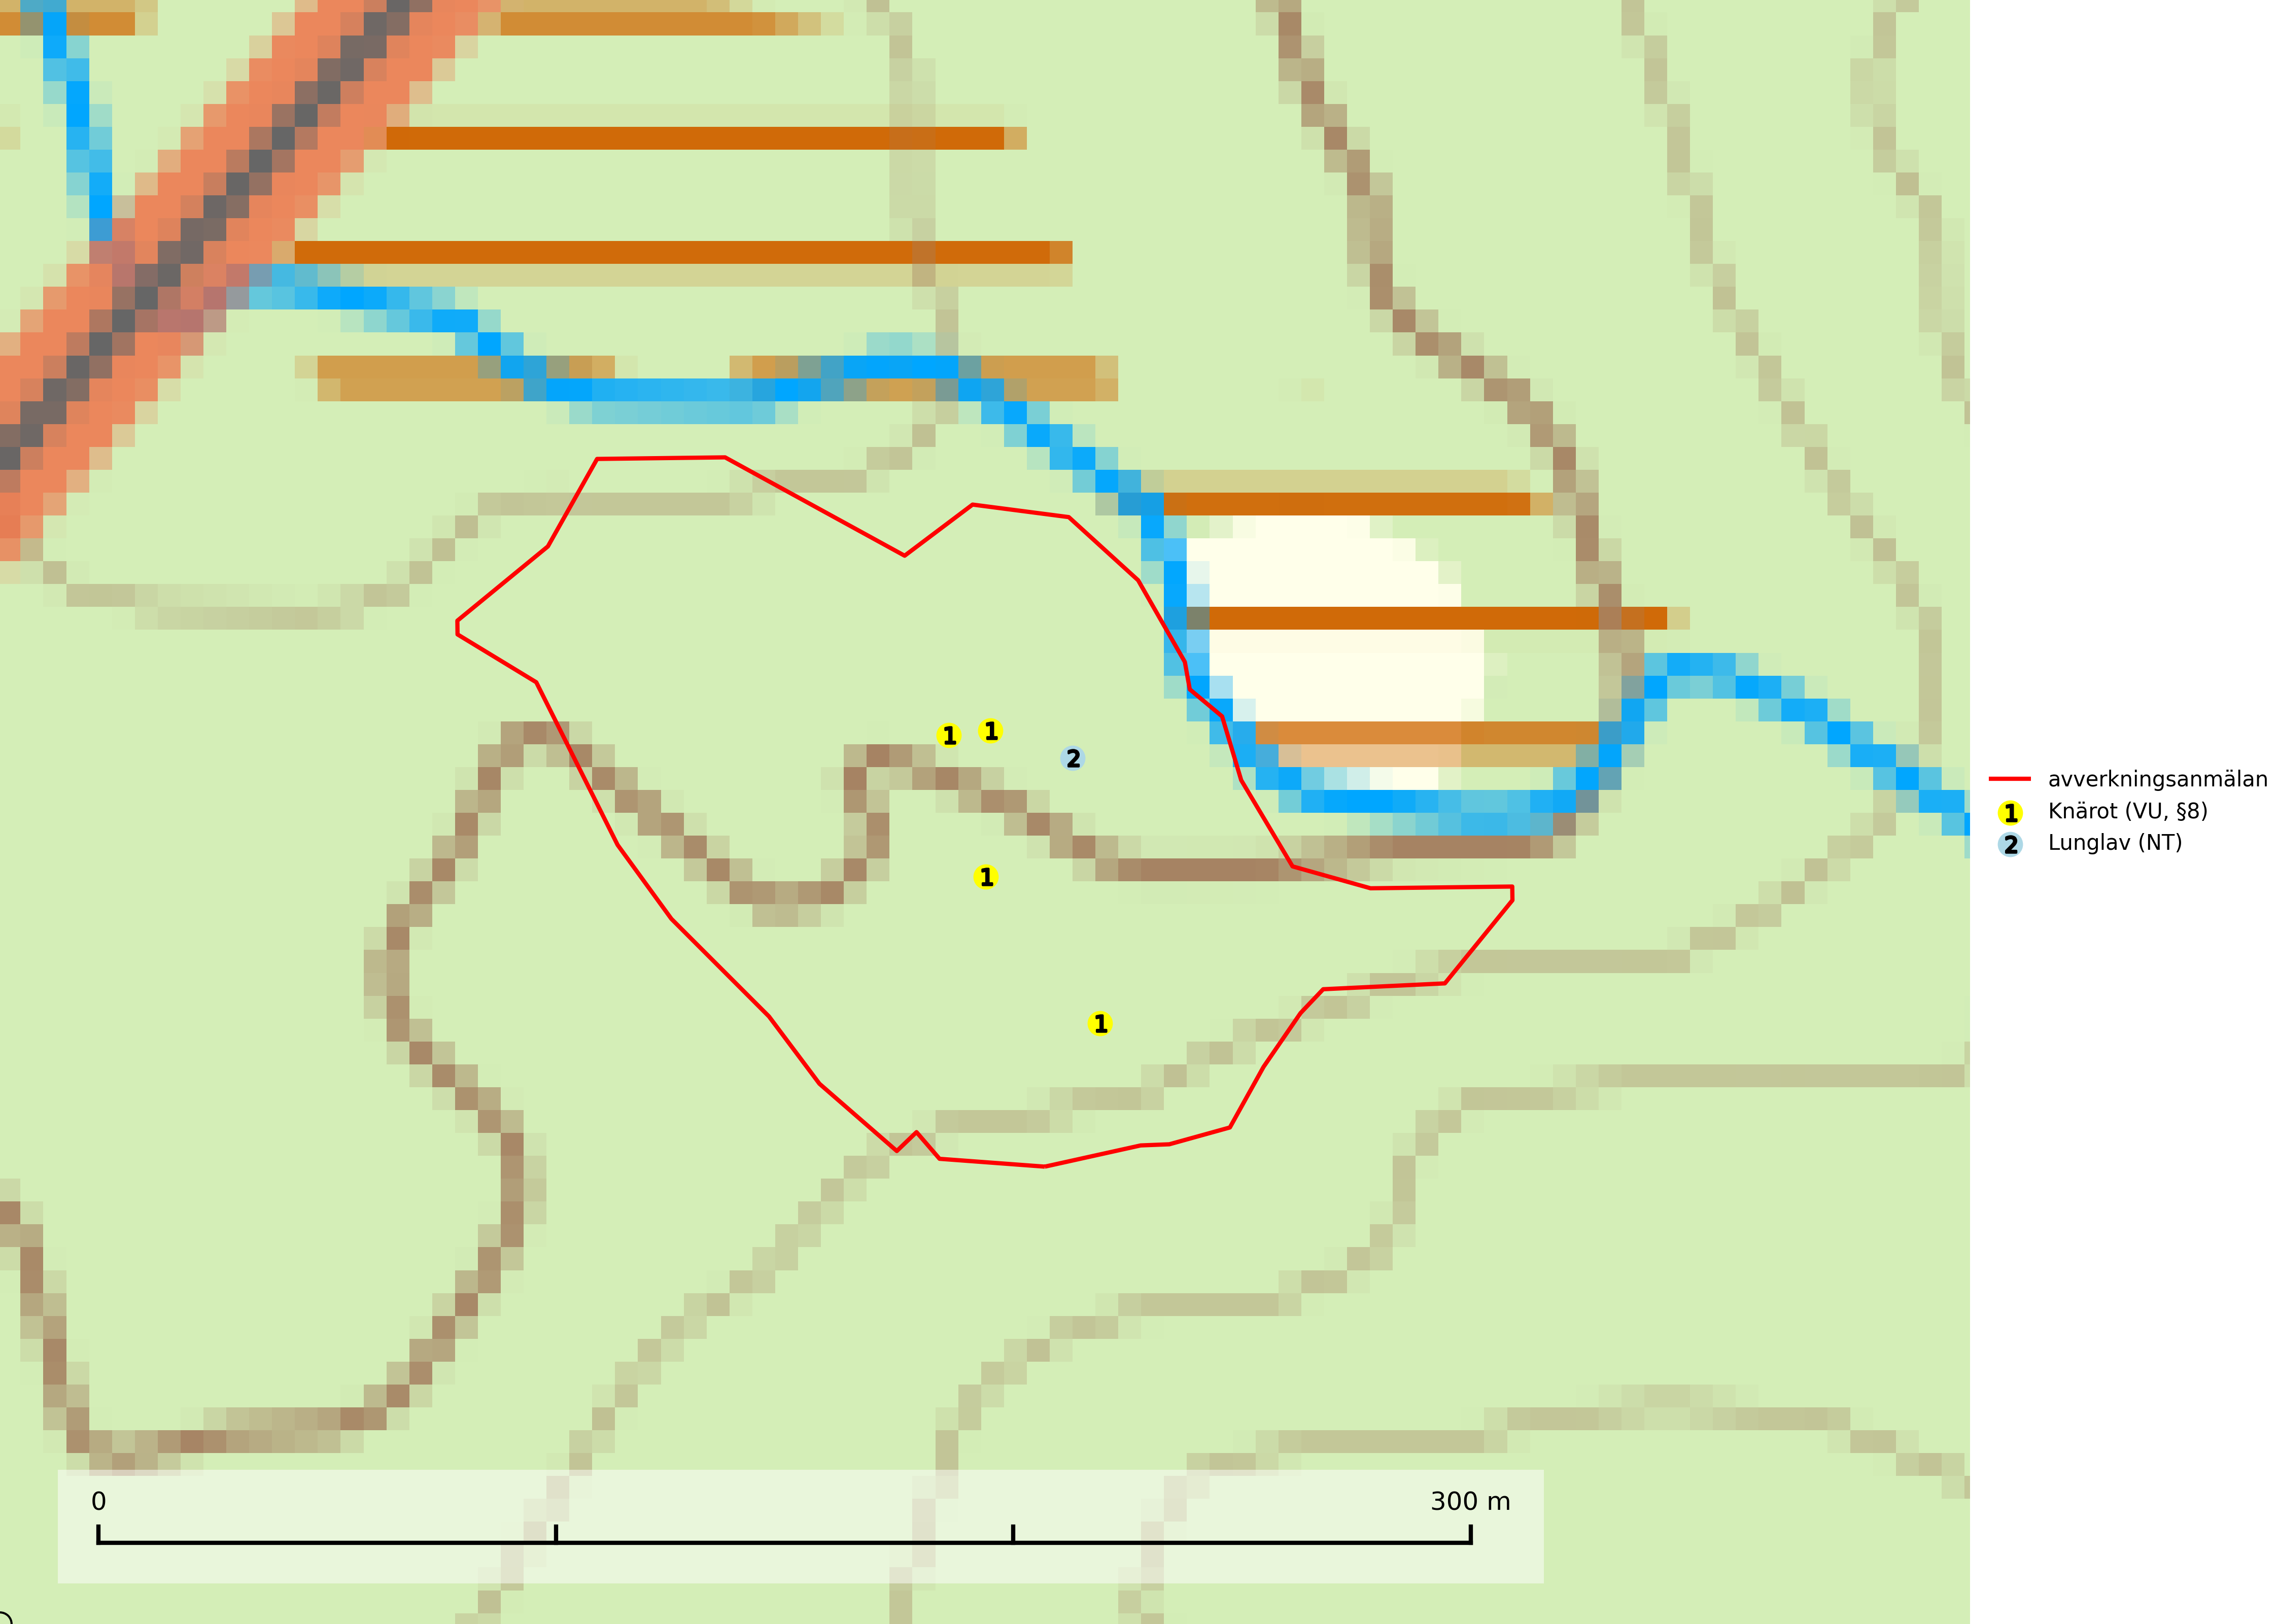 1
1
2
avverkningsanmälan
1 Knärot (VU, §8)
2 Lunglav (NT)
1
1
0
300 m